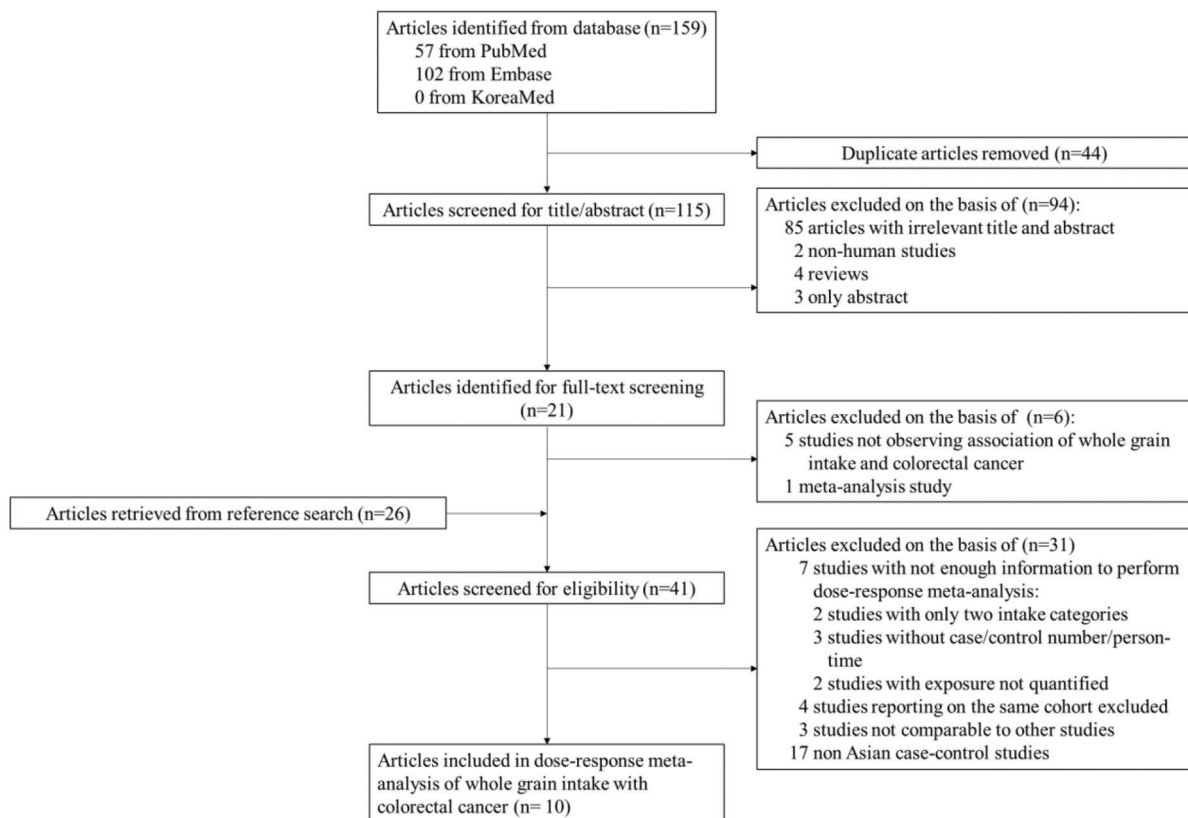 Articles identified from database (n=159)
57 from PubMed
102 from Embase
0 from KoreaMed
Duplicate articles removed (n=44)
Articles screened for title/abstract (n=115)
Articles excluded on the basis of (n=94):
85 articles with irrelevant title and abstract
2 non-human studies
4 reviews
3 only abstract
Articles identified for full-text screening
(n=21)
Articles excluded on the basis of (n=6):
5 studies not observing association of whole grain
intake and colorectal cancer
1 meta-analysis study
Articles retrieved from reference search (n=26)
Articles screened for eligibility (n=41)
Articles excluded on the basis of (n=31)
7 studies with not enough information to perform
dose-response meta-analysis:
2 studies with only two intake categories
3 studies without case/control number/person-
time
2 studies with exposure not quantified
4 studies reporting on the same cohort excluded
3 studies not comparable to other studies
17 non Asian case-control studies
Articles included in dose-response meta-
analysis of whole grain intake with
colorectal cancer (n= 10)